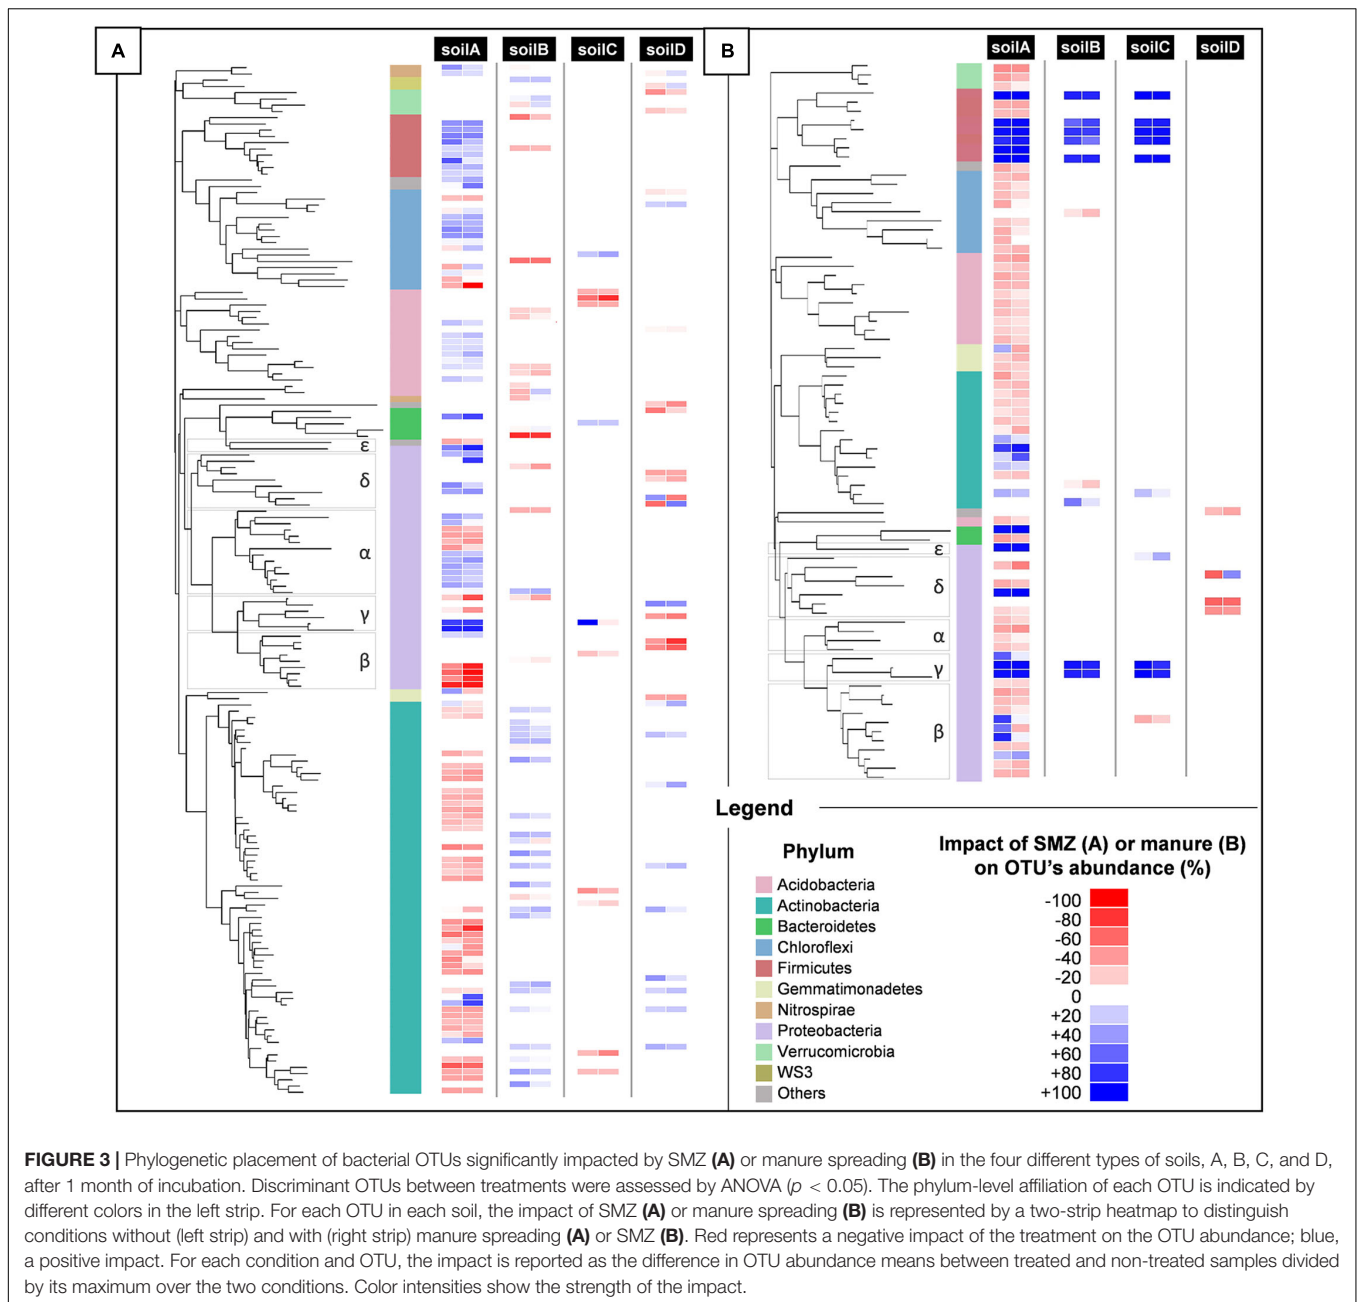 A
soilA soilB soilC soilD
B
soilA soilB soilC soilD
ε
δ
α
γ
β
ε
δ
α
γ
β
Legend
Phylum
Acidobacteria
Actinobacteria
Bacteroidetes
Chloroflexi
Firmicutes
Gemmatimonadetes
Nitrospirae
Proteobacteria
Verrucomicrobia
WS3
Others
Impact of SMZ (A) or manure (B)
on OTU's abundance (%)
-100
-80
-60
-40
-20
0
+20
+40
+60
+80
+100
FIGURE 3 | Phylogenetic placement of bacterial OTUs significantly impacted by SMZ (A) or manure spreading (B) in the four different types of soils, A, B, C, and D,
after 1 month of incubation. Discriminant OTUs between treatments were assessed by ANOVA (p < 0.05). The phylum-level affiliation of each OTU is indicated by
different colors in the left strip. For each OTU in each soil, the impact of SMZ (A) or manure spreading (B) is represented by a two-strip heatmap to distinguish
conditions without (left strip) and with (right strip) manure spreading (A) or SMZ (B). Red represents a negative impact of the treatment on the OTU abundance; blue,
a positive impact. For each condition and OTU, the impact is reported as the difference in OTU abundance means between treated and non-treated samples divided
by its maximum over the two conditions. Color intensities show the strength of the impact.